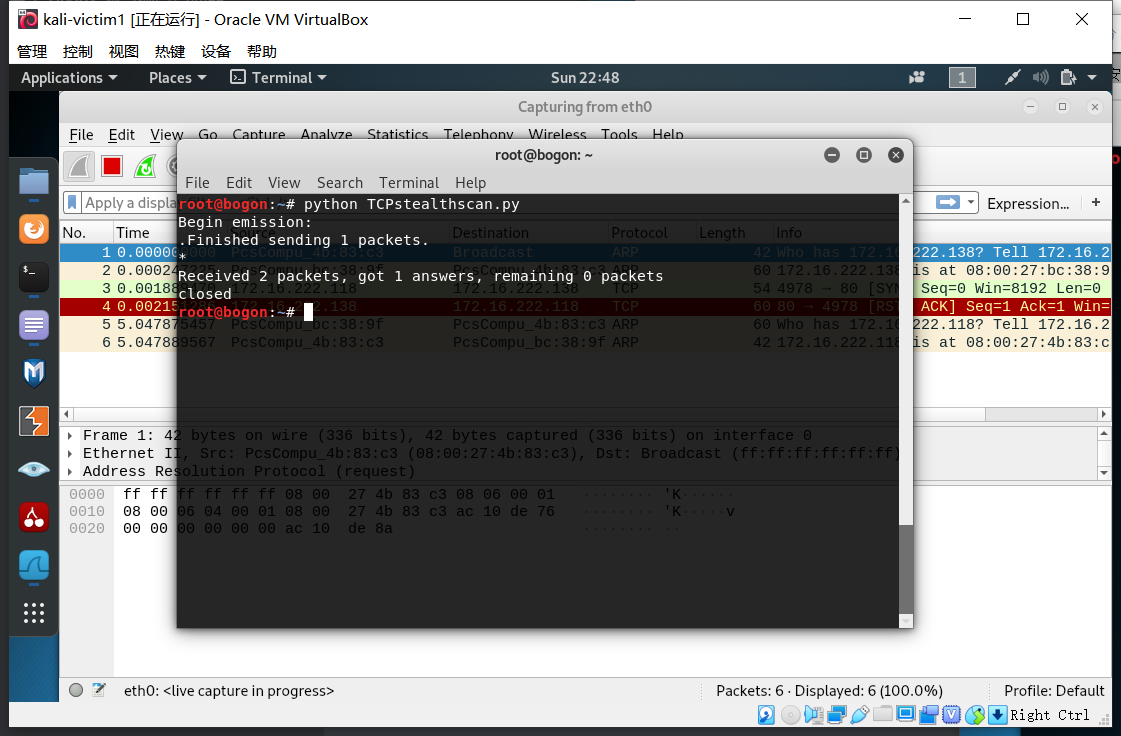 kali-victim1 [正在运行] - Oracle VM VirtualBox
管理 控制 视图 热键 设备 帮助
Applications Places Terminal Sun 22:48 1
Capturing from eth0
File Edit View Go Capture Analyze Statistics Telephony Wireless Tools Help
root@bogon: ~
File Edit View Search Terminal Help
Apply a displa
Expression... +
root@bogon:~# python TCPstealthscan.py
Begin emission:
.Finished sending 1 packets.
*
Received 2 packets, got 1 answers, remaining 0 packets
Closed
root@bogon:~#
No. Time Source Destination Protocol Length Info
1 0.000000000 PcsCompu_4b:83:c3 Broadcast ARP 42 Who has 172.16.222.138? Tell 172.16.2
2 PcsCompu_bc:38:9f PcsCompu_4b:83:c3 ARP 60 172.16.222.138 is at 08:00:27:bc:38:9
3 172.16.222.118 172.16.222.138 TCP 54 4978 → 80 [SYN] Seq=0 Win=8192 Len=0
4 172.16.222.138 172.16.222.118 TCP 60 80 → 4978 [RST, ACK] Seq=1 Ack=1 Win=
5 5.047875457 PcsCompu_bc:38:9f PcsCompu_4b:83:c3 ARP 60 Who has 172.16.222.118? Tell 172.16.2
6 5.047889567 PcsCompu_4b:83:c3 PcsCompu_bc:38:9f ARP 42 172.16.222.118 is at 08:00:27:4b:83:c
Frame 1: 42 bytes on wire (336 bits), 42 bytes captured (336 bits) on interface 0
Ethernet II, Src: PcsCompu_4b:83:c3 (08:00:27:4b:83:c3), Dst: Broadcast (ff:ff:ff:ff:ff:ff)
Address Resolution Protocol (request)
0000 ff ff ff ff ff ff 08 00 27 4b 83 c3 08 06 00 01 ········ 'K······
0010 08 00 06 04 00 01 08 00 27 4b 83 c3 ac 10 de 76 ········ 'K·····v
0020 00 00 00 00 00 00 ac 10 de 8a ········ ··
eth0: <live capture in progress>
Packets: 6 · Displayed: 6 (100.0%)
Profile: Default
Right Ctrl